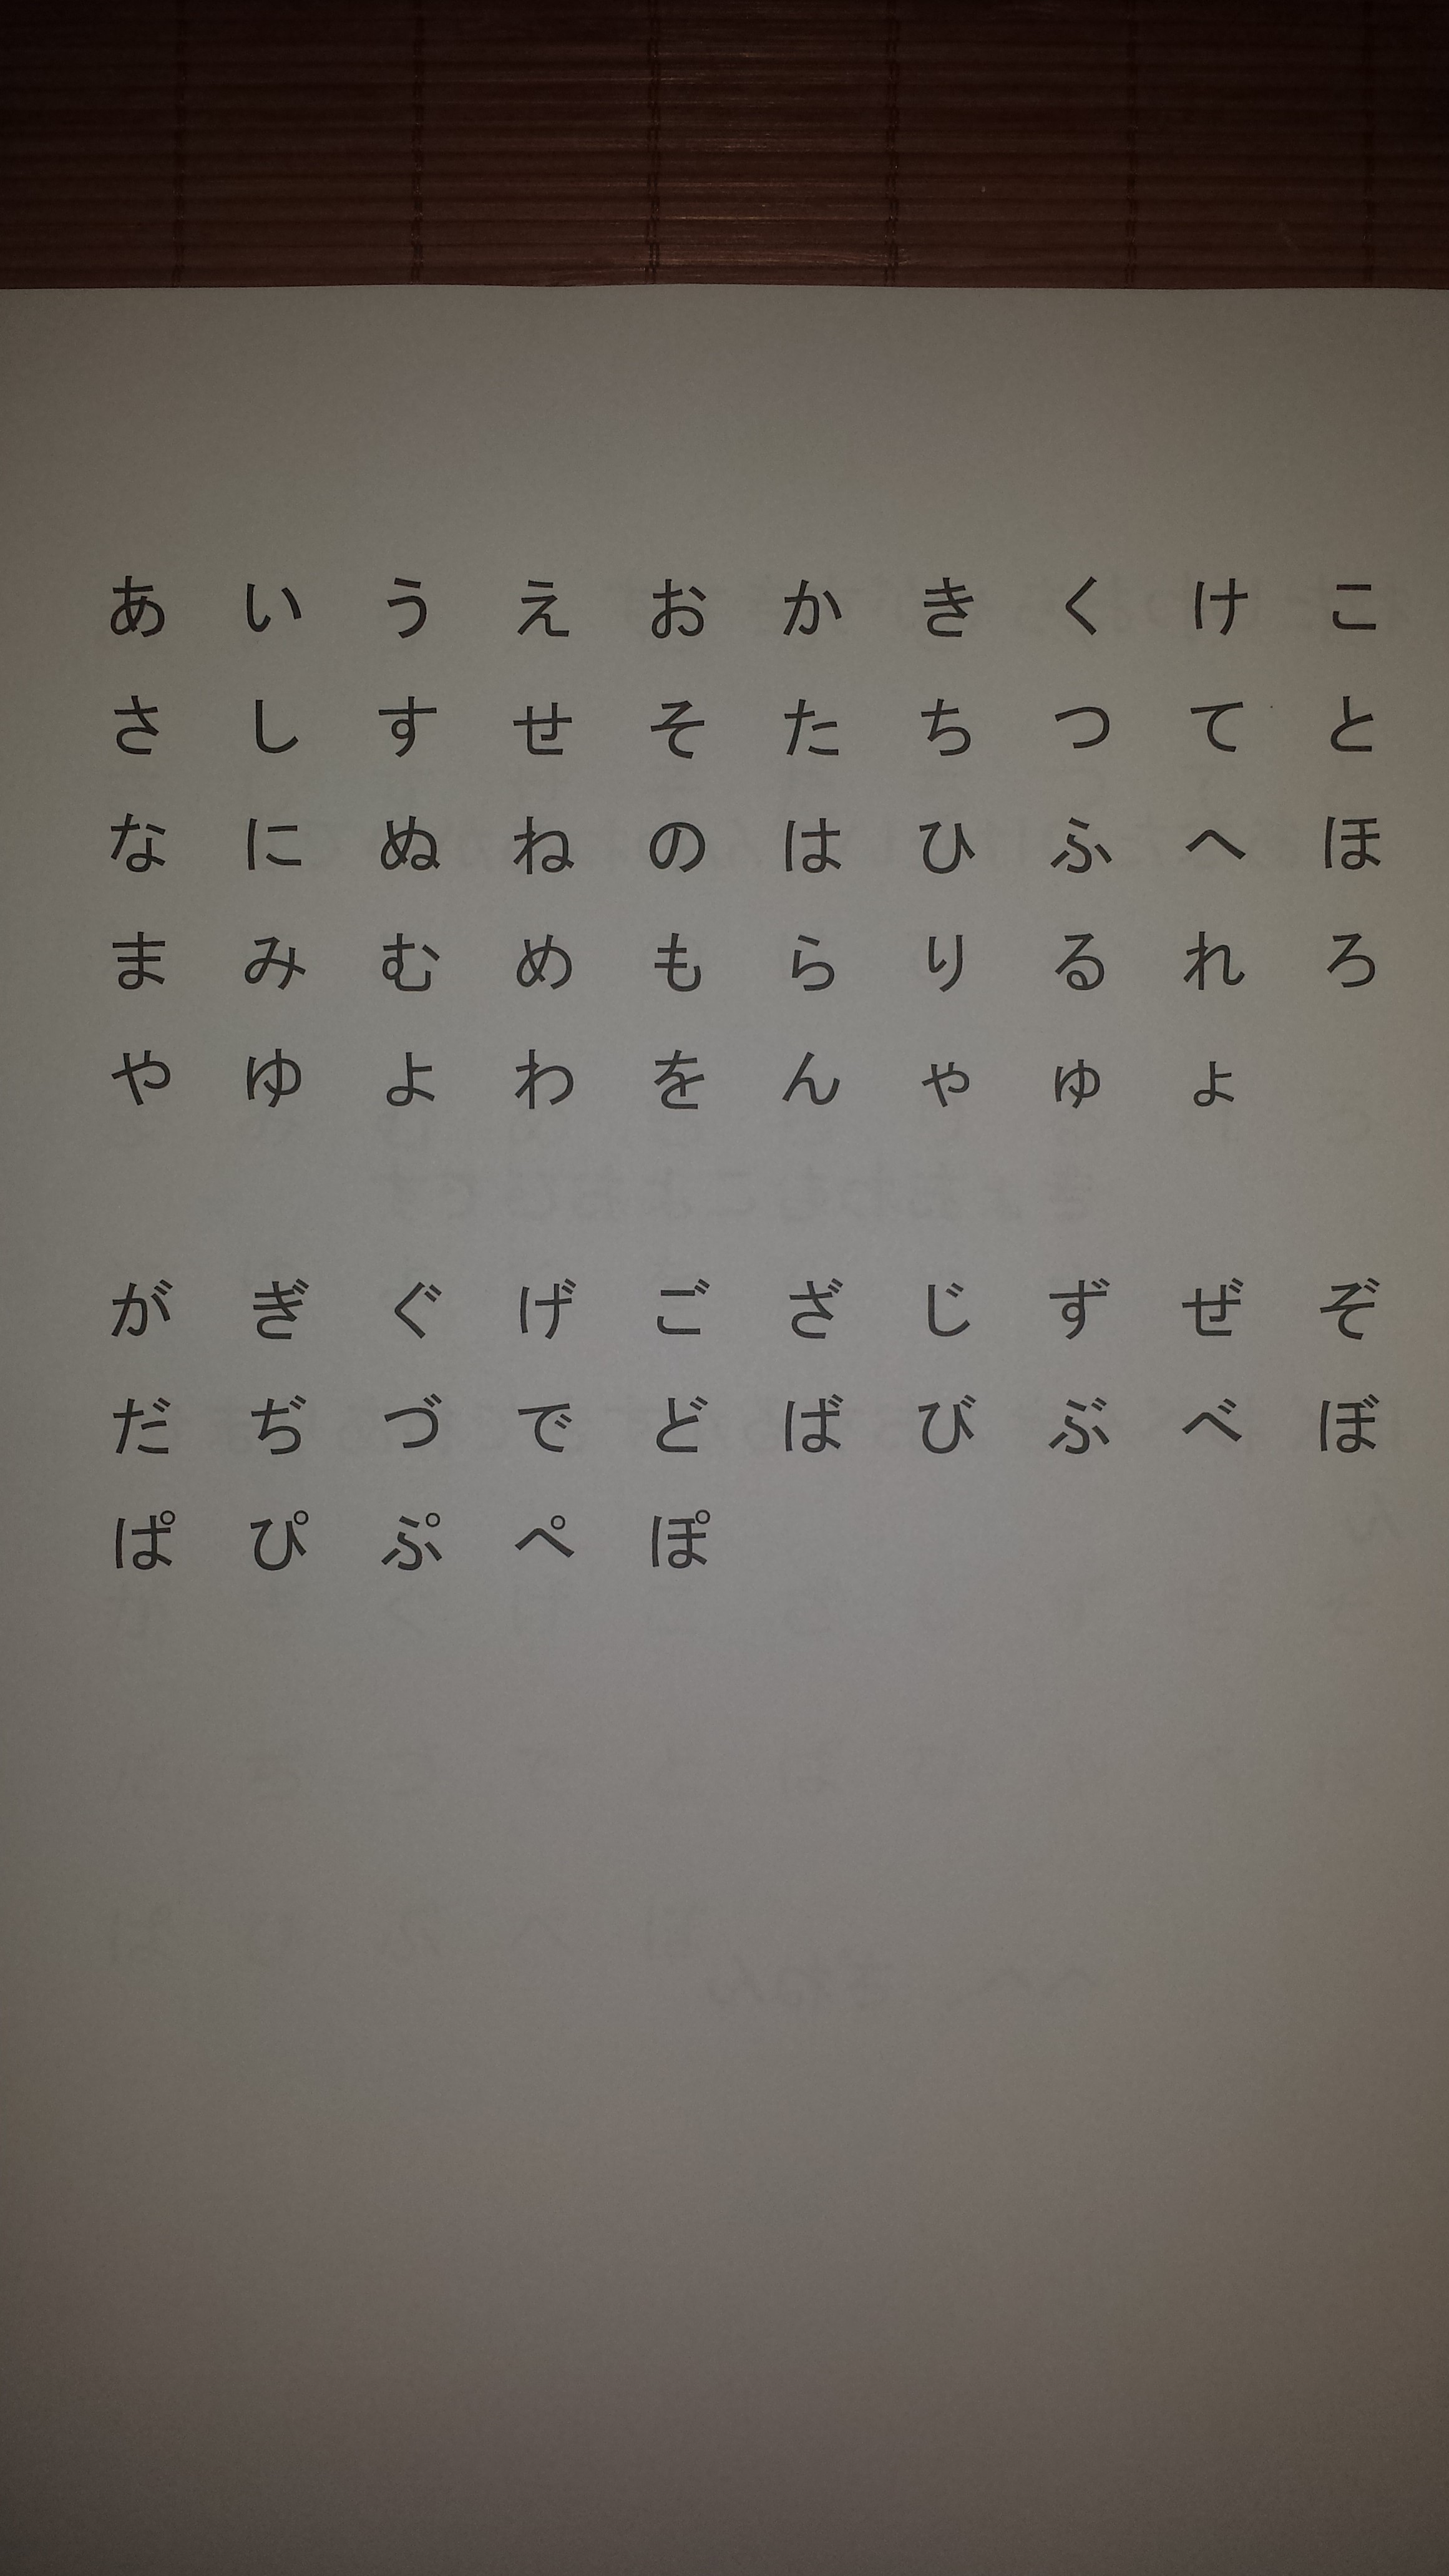 あ い う え お か き く け こ
さ し す せ そ た ち つ て と
な に ぬ ね の は ひ ふ へ ほ
ま み む め も ら り る れ ろ
や ゆ よ わ を ん ゃ ゅ ょ
が ぎ ぐ げ ご ざ じ ず ぜ ぞ
だ ぢ づ で ど ば び ぶ べ ぼ
ぱ ぴ ぷ ぺ ぽ